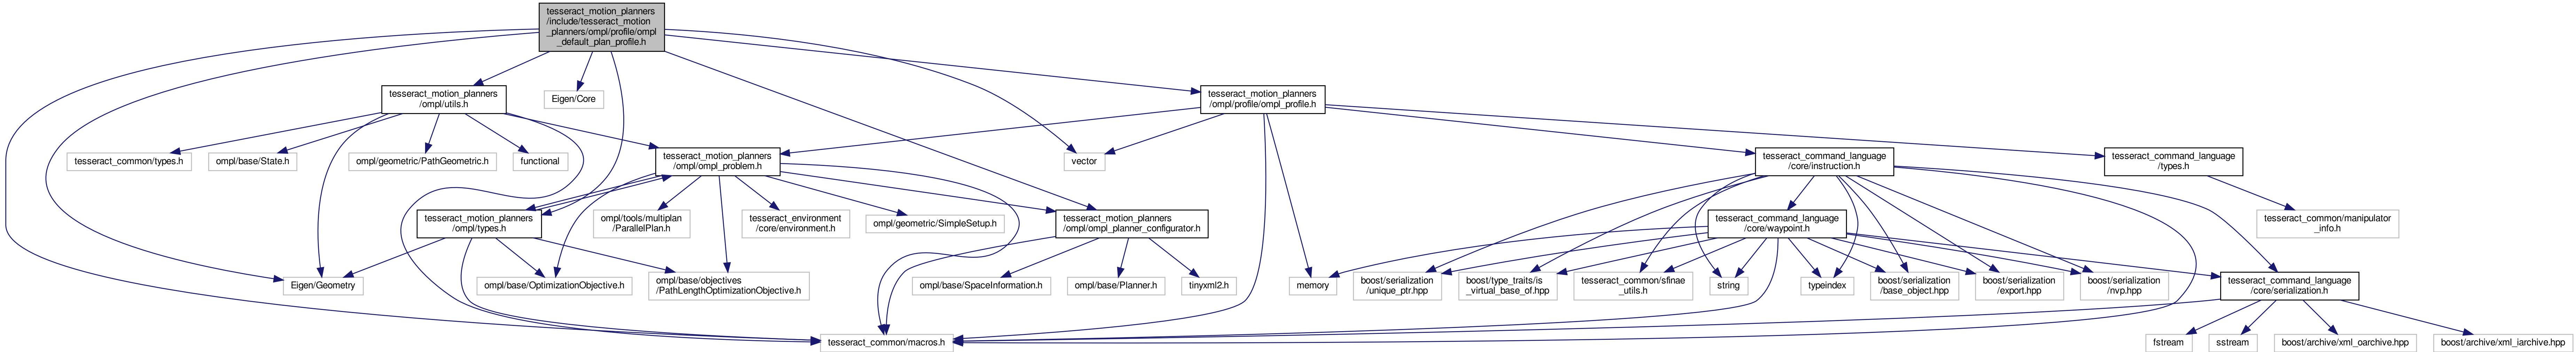 tesseract_motion_planners
/include/tesseract_motion
_planners/ompl/profile/ompl
_default_plan_profile.h
tesseract_motion_planners
/ompl/utils.h
Eigen/Core
tesseract_motion_planners
/ompl/profile/ompl_profile.h
tesseract_common/types.h
ompl/base/State.h
ompl/geometric/PathGeometric.h
functional
tesseract_motion_planners
/ompl/ompl_problem.h
vector
tesseract_command_language
/core/instruction.h
tesseract_command_language
/types.h
tesseract_motion_planners
/ompl/types.h
ompl/tools/multiplan
/ParallelPlan.h
tesseract_environment
/core/environment.h
ompl/geometric/SimpleSetup.h
tesseract_motion_planners
/ompl/ompl_planner_configurator.h
tesseract_command_language
/core/waypoint.h
tesseract_common/manipulator
_info.h
Eigen/Geometry
ompl/base/OptimizationObjective.h
ompl/base/objectives
/PathLengthOptimizationObjective.h
ompl/base/SpaceInformation.h
ompl/base/Planner.h
tinyxml2.h
memory
boost/serialization
/unique_ptr.hpp
boost/type_traits/is
_virtual_base_of.hpp
tesseract_common/sfinae
_utils.h
string
typeindex
boost/serialization
/base_object.hpp
boost/serialization
/export.hpp
boost/serialization
/nvp.hpp
tesseract_command_language
/core/serialization.h
tesseract_common/macros.h
fstream
sstream
boost/archive/xml_oarchive.hpp
boost/archive/xml_iarchive.hpp